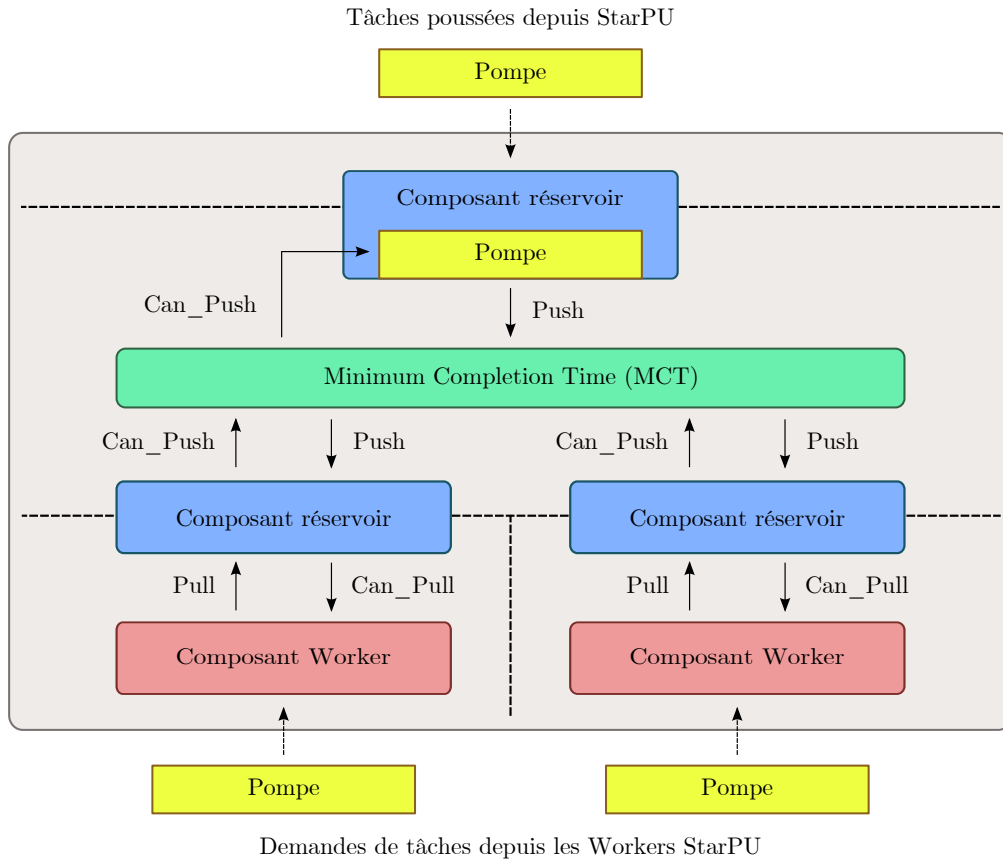 Tâches poussées depuis StarPU
Pompe
Composant réservoir
Pompe
Can_Push
Push
Minimum Completion Time (MCT)
Can_Push
Push
Can_Push
Push
Composant réservoir
Composant réservoir
Pull
Can_Pull
Pull
Can_Pull
Composant Worker
Composant Worker
Pompe
Pompe
Demandes de tâches depuis les Workers StarPU